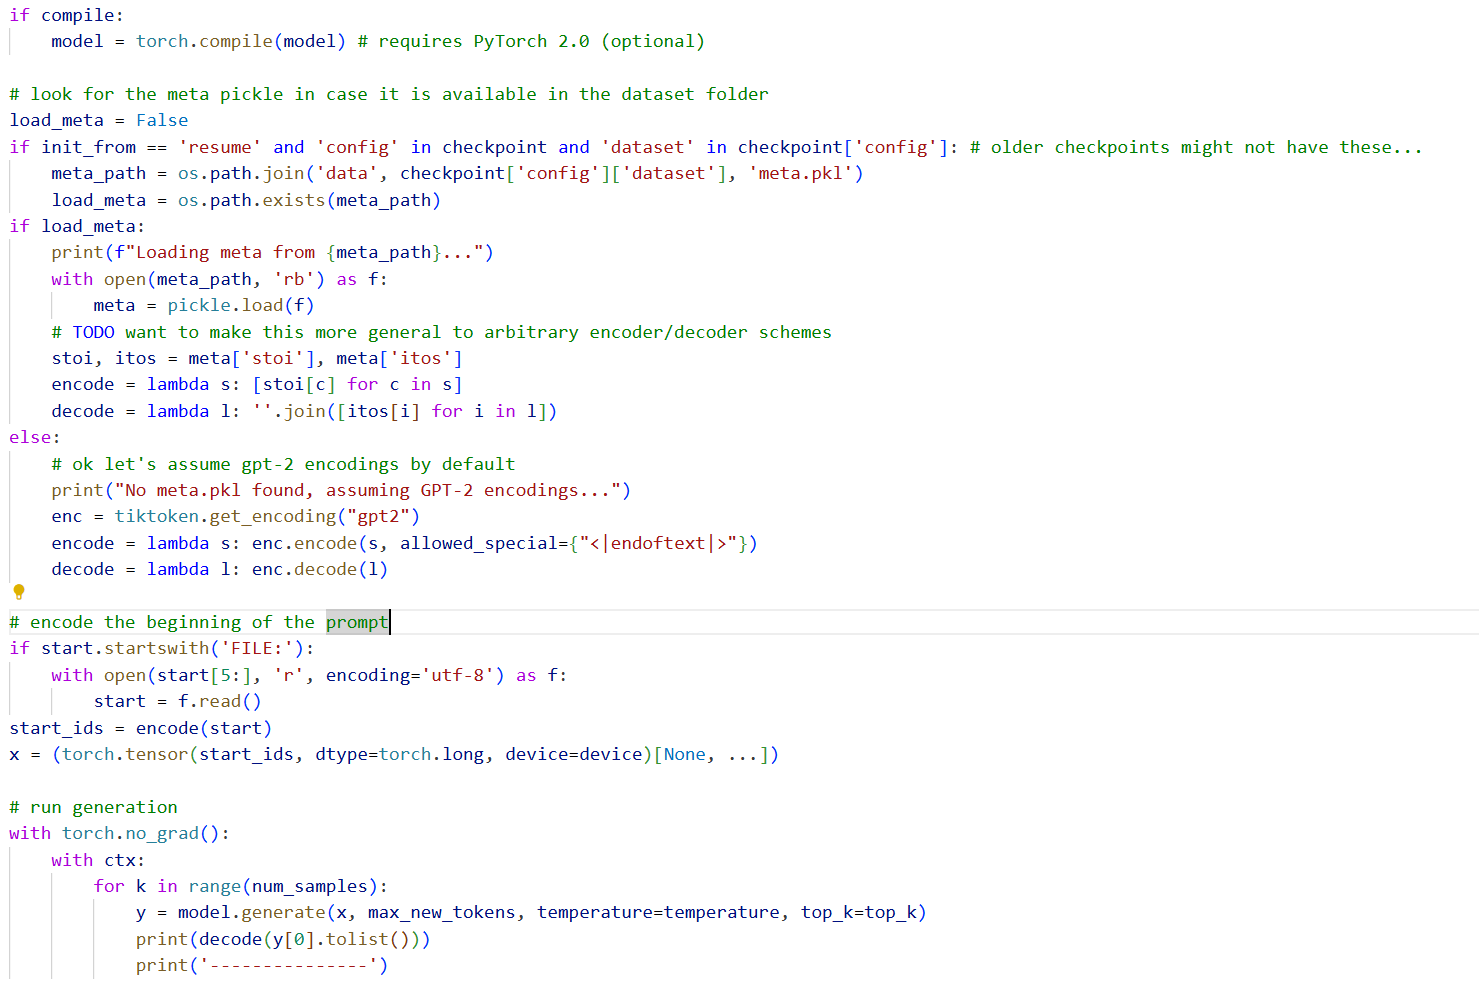 if compile:
    model = torch.compile(model) # requires PyTorch 2.0 (optional)

# look for the meta pickle in case it is available in the dataset folder
load_meta = False
if init_from == 'resume' and 'config' in checkpoint and 'dataset' in checkpoint['config']: # older checkpoints might not have these...
    meta_path = os.path.join('data', checkpoint['config']['dataset'], 'meta.pkl')
    load_meta = os.path.exists(meta_path)
if load_meta:
    print(f"Loading meta from {meta_path}...")
    with open(meta_path, 'rb') as f:
        meta = pickle.load(f)
    # TODO want to make this more general to arbitrary encoder/decoder schemes
    stoi, itos = meta['stoi'], meta['itos']
    encode = lambda s: [stoi[c] for c in s]
    decode = lambda l: ''.join([itos[i] for i in l])
else:
    # ok let's assume gpt-2 encodings by default
    print("No meta.pkl found, assuming GPT-2 encodings...")
    enc = tiktoken.get_encoding("gpt2")
    encode = lambda s: enc.encode(s, allowed_special={"<|endoftext|>"})
    decode = lambda l: enc.decode(l)

# encode the beginning of the prompt
if start.startswith('FILE:'):
    with open(start[5:], 'r', encoding='utf-8') as f:
        start = f.read()
start_ids = encode(start)
x = (torch.tensor(start_ids, dtype=torch.long, device=device)[None, ...])

# run generation
with torch.no_grad():
    with ctx:
        for k in range(num_samples):
            y = model.generate(x, max_new_tokens, temperature=temperature, top_k=top_k)
            print(decode(y[0].tolist()))
            print('---------------')